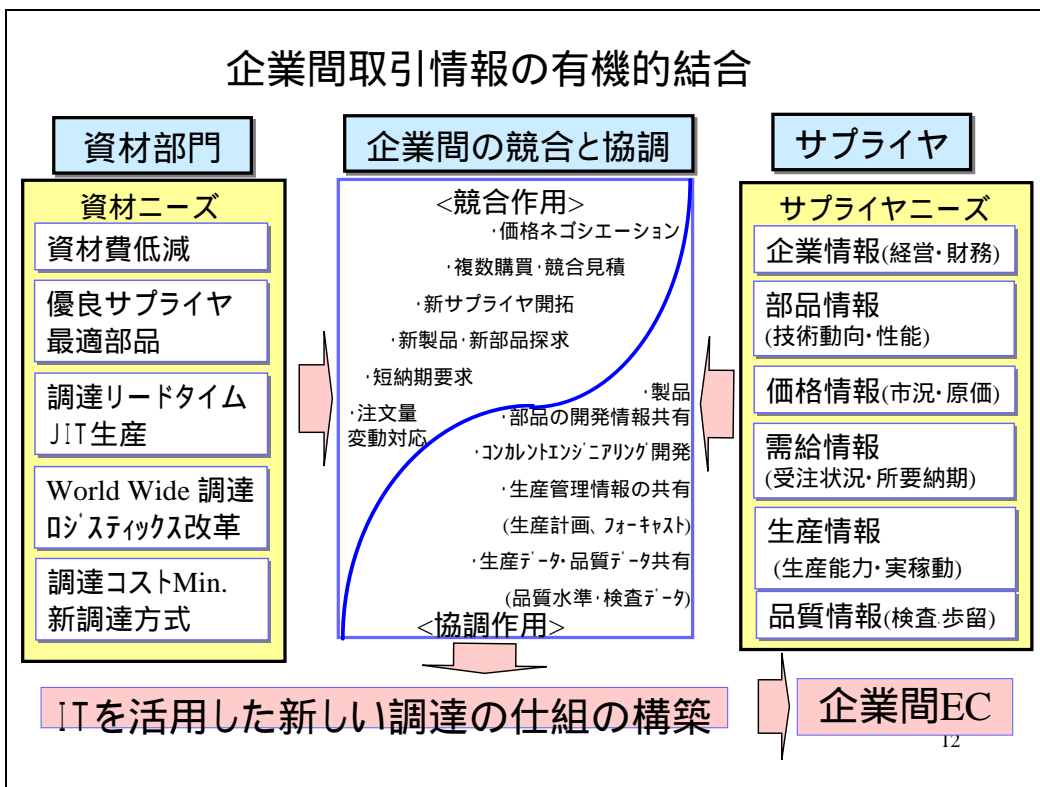 企業間取引情報の有機的結合
資材部門
資材ニーズ
資材費低減
優良サプライヤ
最適部品
調達リードタイム
JIT生産
World Wide 調達
ロジスティックス改革
調達コストMin.
新調達方式
企業間の競合と協調
<競合作用>
・価格ネゴシエーション
・複数購買・競合見積
・新サプライヤ開拓
・新製品・新部品探求
・短納期要求
・注文量
変動対応
・製品
・部品の開発情報共有
・コンカレントエンジニアリング開発
・生産管理情報の共有
(生産計画、フォーキャスト)
・生産データ・品質データ共有
(品質水準・検査データ)
<協調作用>
サプライヤ
サプライヤニーズ
企業情報(経営・財務)
部品情報
(技術動向・性能)
価格情報(市況・原価)
需給情報
(受注状況・所要納期)
生産情報
(生産能力・実稼動)
品質情報(検査・歩留)
ITを活用した新しい調達の仕組の構築
企業間EC
12